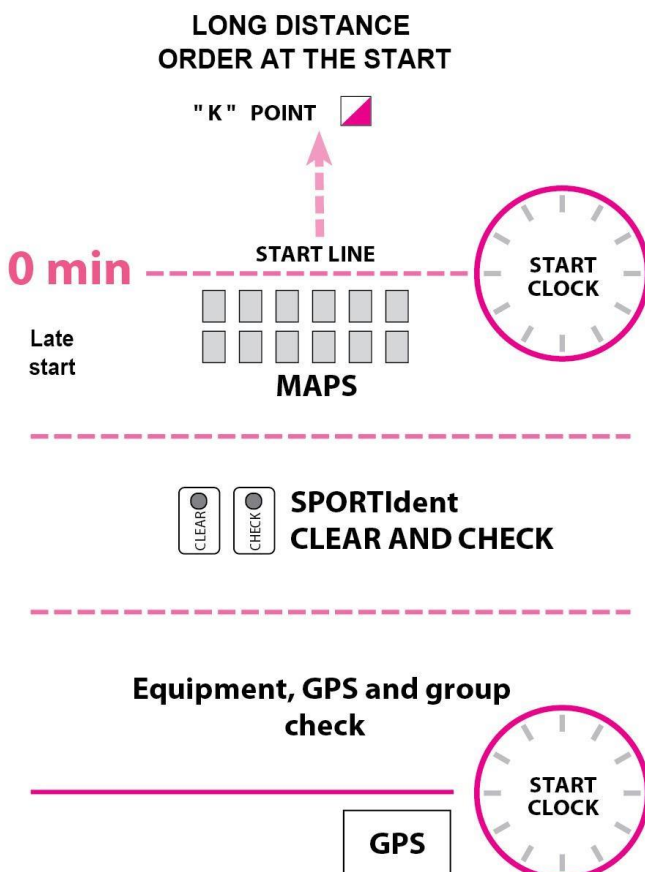 LONG DISTANCE
ORDER AT THE START
"K" POINT
START LINE
0 min
START
CLOCK
Late
start
MAPS
CLEAR
CHECK
SPORTIdent
CLEAR AND CHECK
Equipment, GPS and group
check
START
CLOCK
GPS